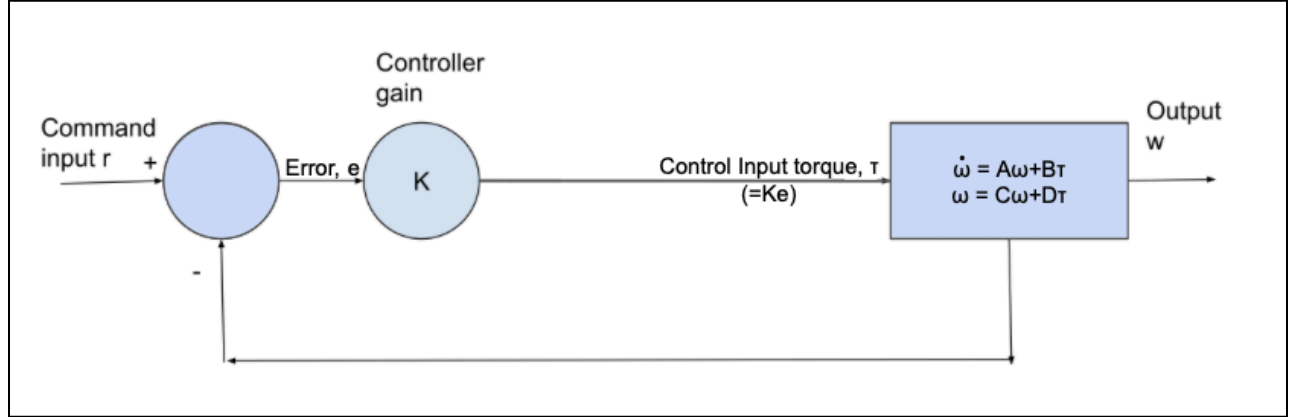 Controller
gain
Command
input r
+
Error, e
K
Control Input torque, τ
(=Ke)
ω̇ = Aω+Bτ
ω = Cω+Dτ
Output
w
-